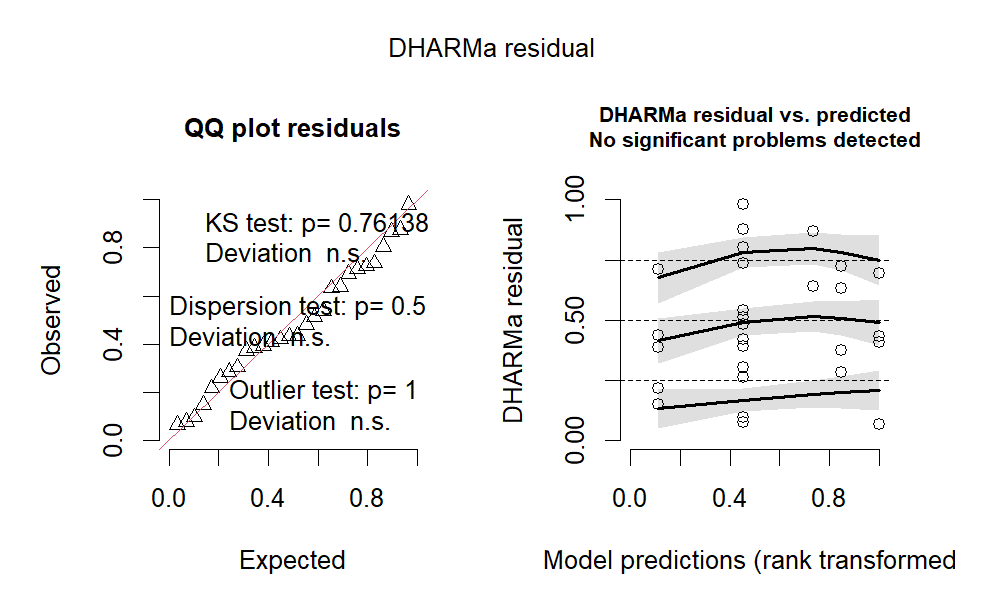 DHARMa residual
QQ plot residuals
KS test: p= 0.76138
Deviation n.s.
Dispersion test: p= 0.5
Deviation n.s.
Outlier test: p= 1
Deviation n.s.
Observed
0.0
0.4
0.8
0.0
0.4
0.8
Expected
DHARMa residual vs. predicted
No significant problems detected
DHARMa residual
0.00
0.50
1.00
0.0
0.4
0.8
Model predictions (rank transformed